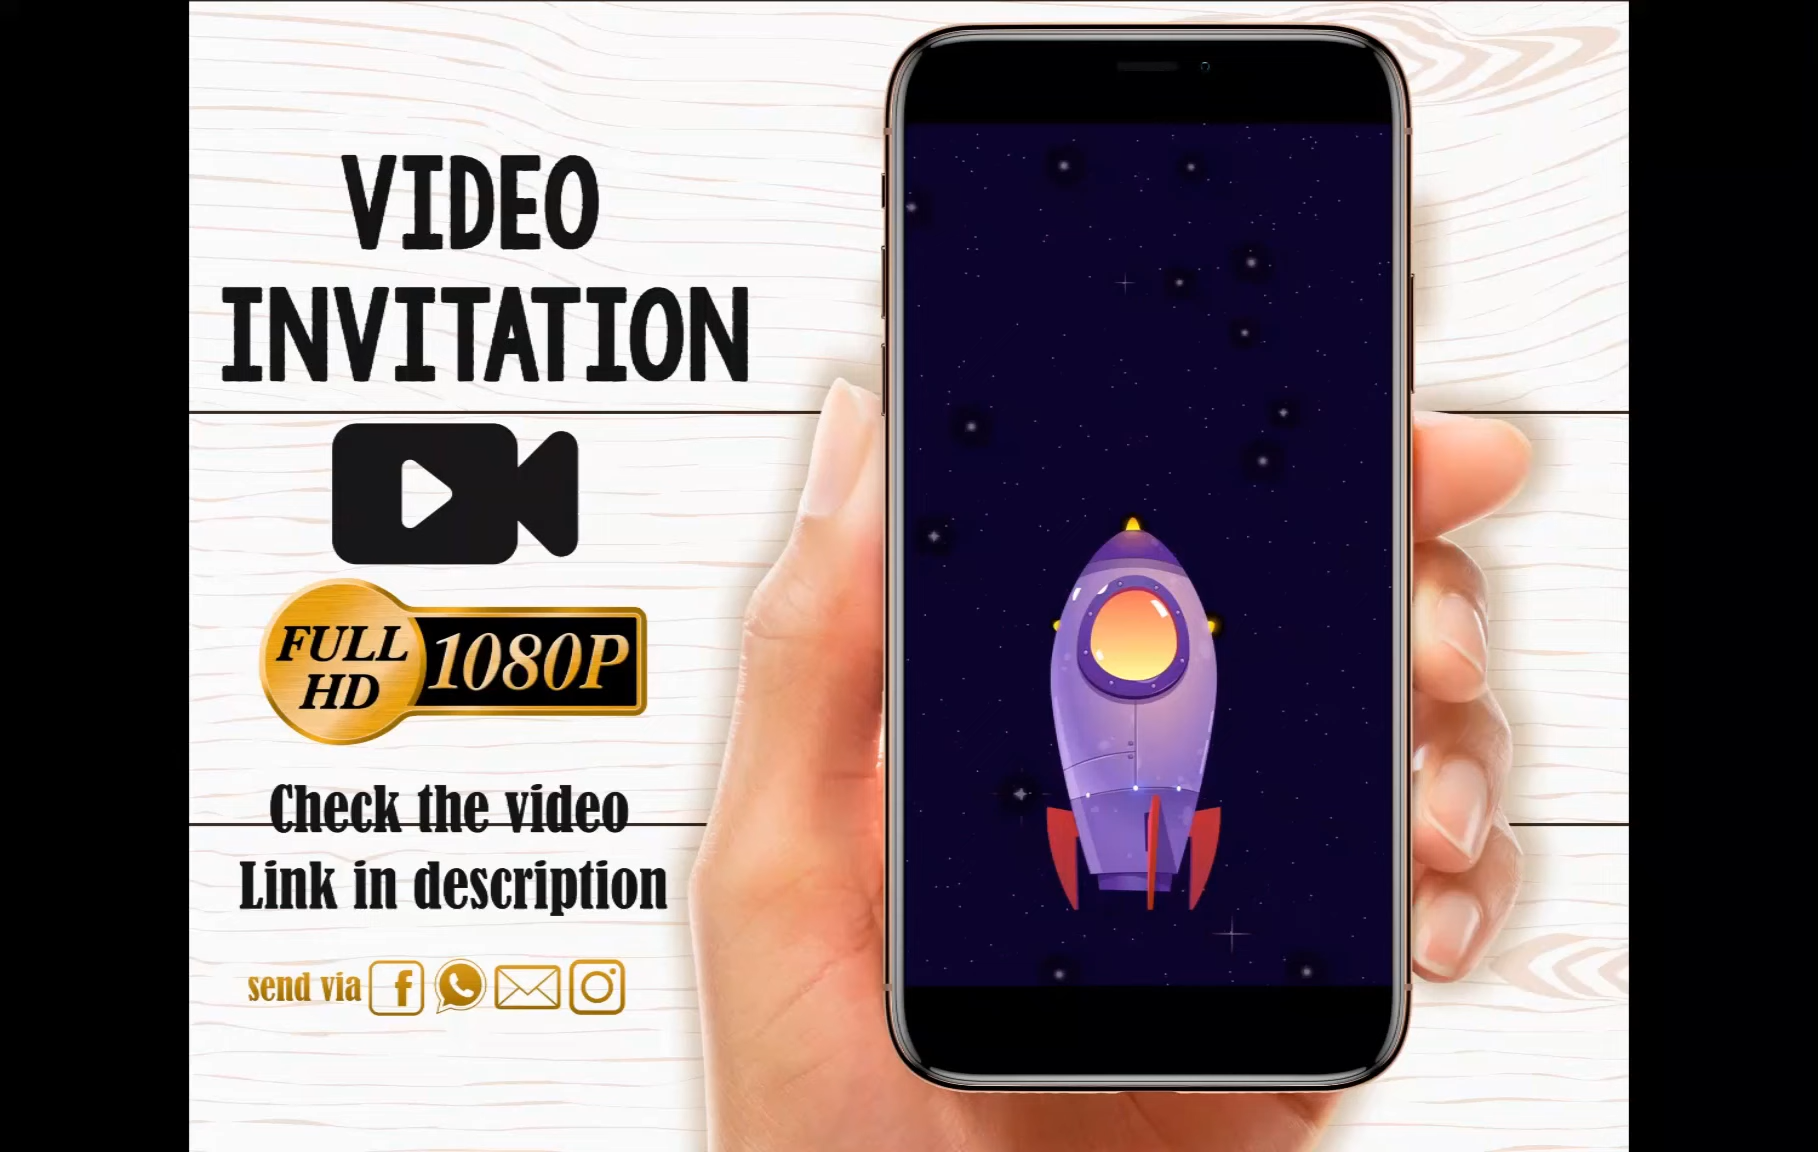 VIDEO
INVITATION
FULL
HD
1080P
Check the video
Link in description
send via